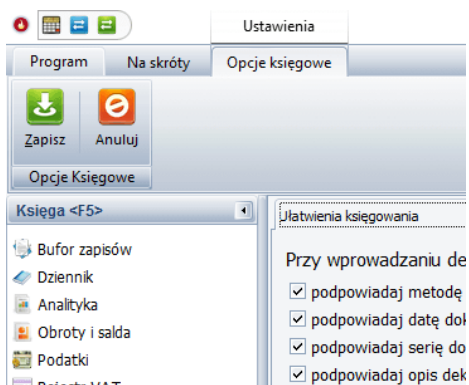 Ustawienia
Program Na skróty Opcje księgowe
Zapisz Anuluj
Opcje Księgowe
Księga <F5>
Ułatwienia księgowania
Bufor zapisów
Dziennik
Analityka
Obroty i salda
Podatki
Przy wprowadzaniu de
podpowiadaj metodę
podpowiadaj datę dok
podpowiadaj serię do
podpowiadaj opis dek